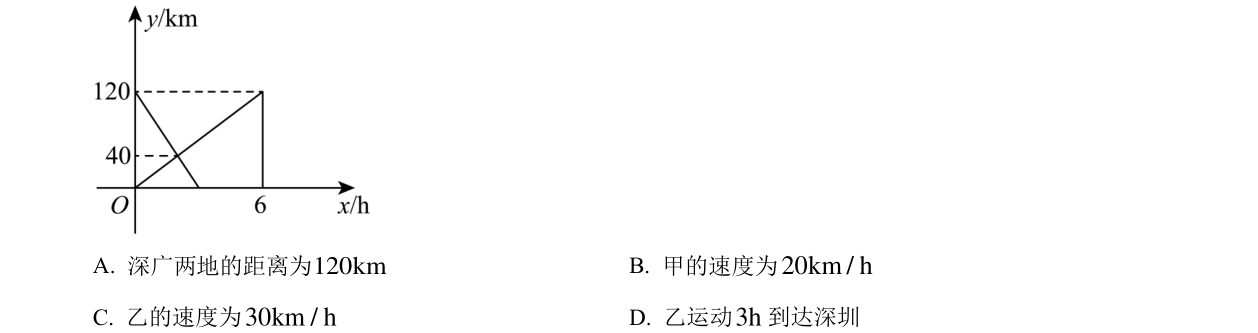 y/km
120
40
O
6
x/h
A. 深广两地的距离为120km
B. 甲的速度为20km / h
C. 乙的速度为30km / h
D. 乙运动3h 到达深圳